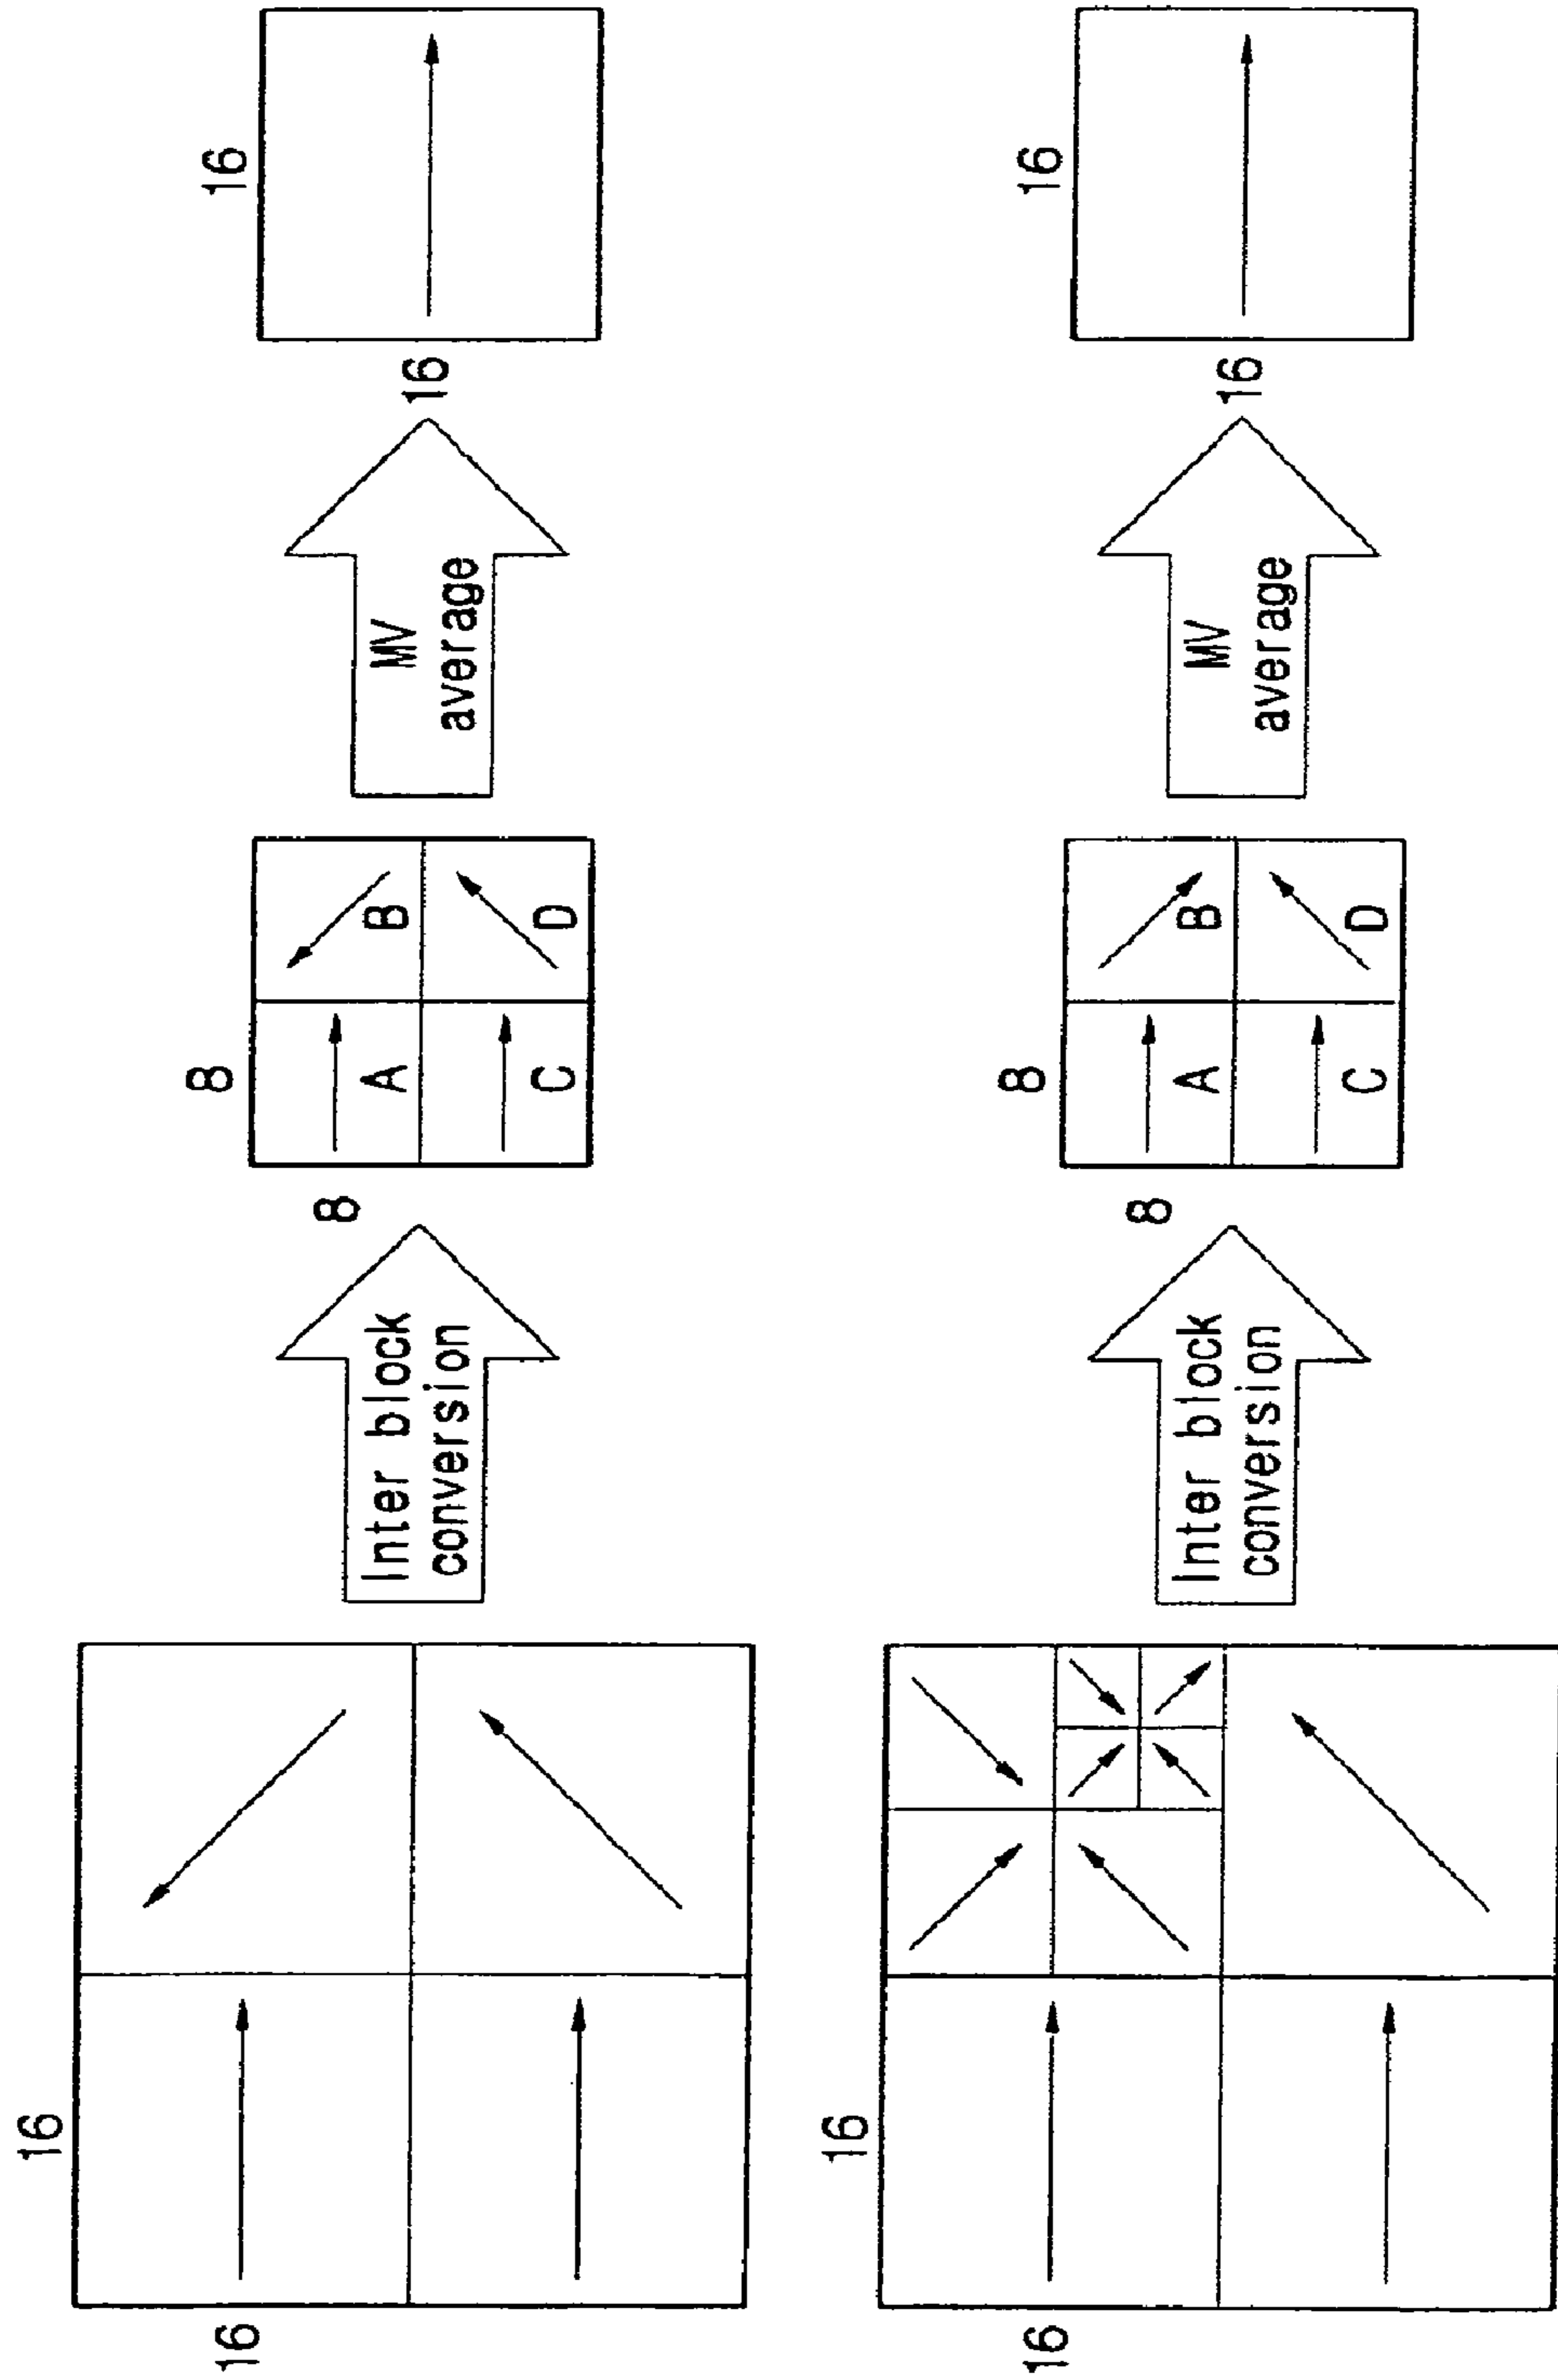 16
16
Inter block
conversion
8
8
A B
C D
MV
average
16
16
16
16
Inter block
conversion
8
8
A B
C D
MV
average
16
16